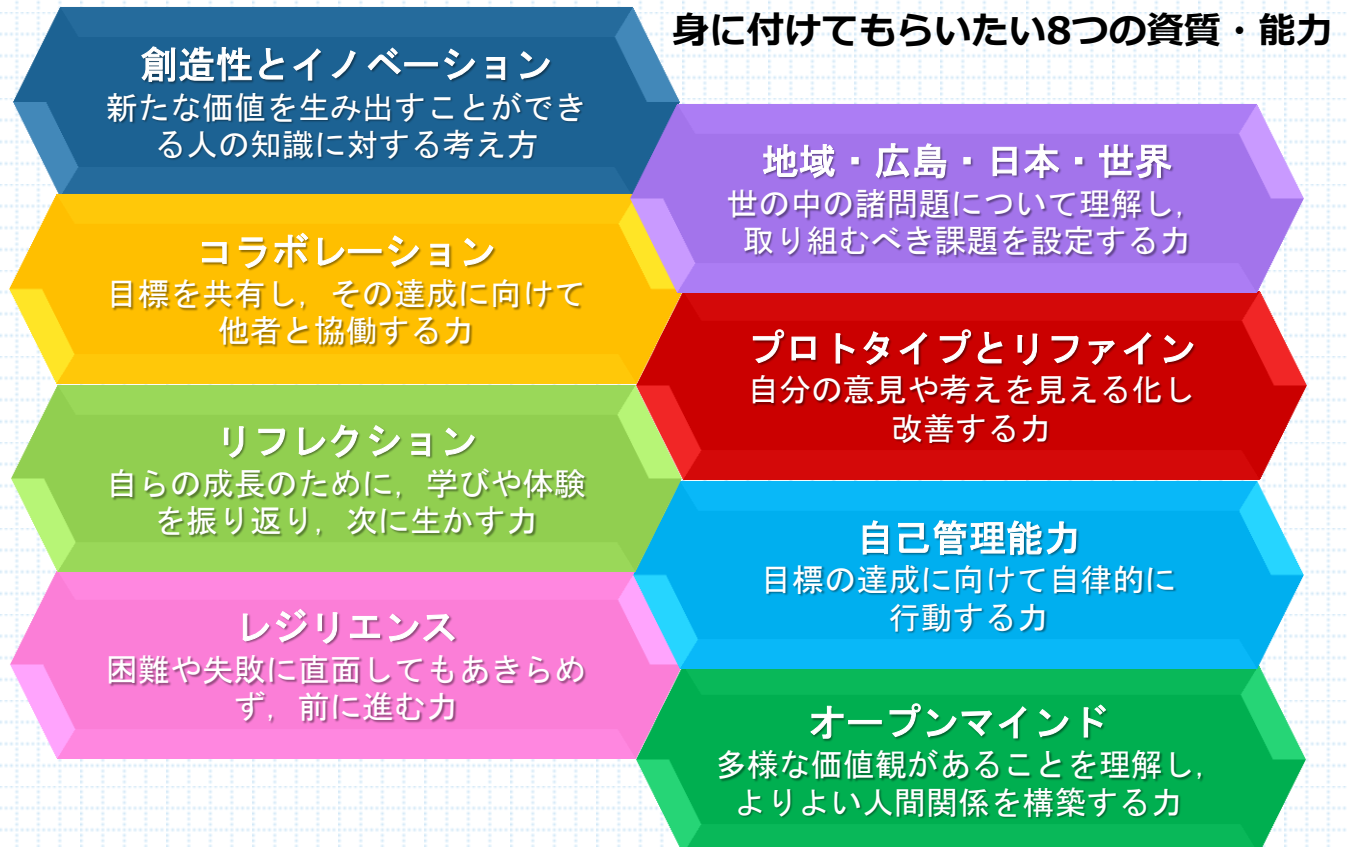 身に付けてもらいたい8つの資質・能力
創造性とイノベーション
新たな価値を生み出すことができ
る人の知識に対する考え方
地域・広島・日本・世界
世の中の諸問題について理解し,
取り組むべき課題を設定する力
コラボレーション
目標を共有し, その達成に向けて
他者と協働する力
プロトタイプとリファイン
自分の意見や考えを見える化し
改善する力
リフレクション
自らの成長のために, 学びや体験
を振り返り, 次に生かす力
自己管理能力
目標の達成に向けて自律的に
行動する力
レジリエンス
困難や失敗に直面してもあきらめ
ず, 前に進む力
オープンマインド
多様な価値観があることを理解し,
よりよい人間関係を構築する力